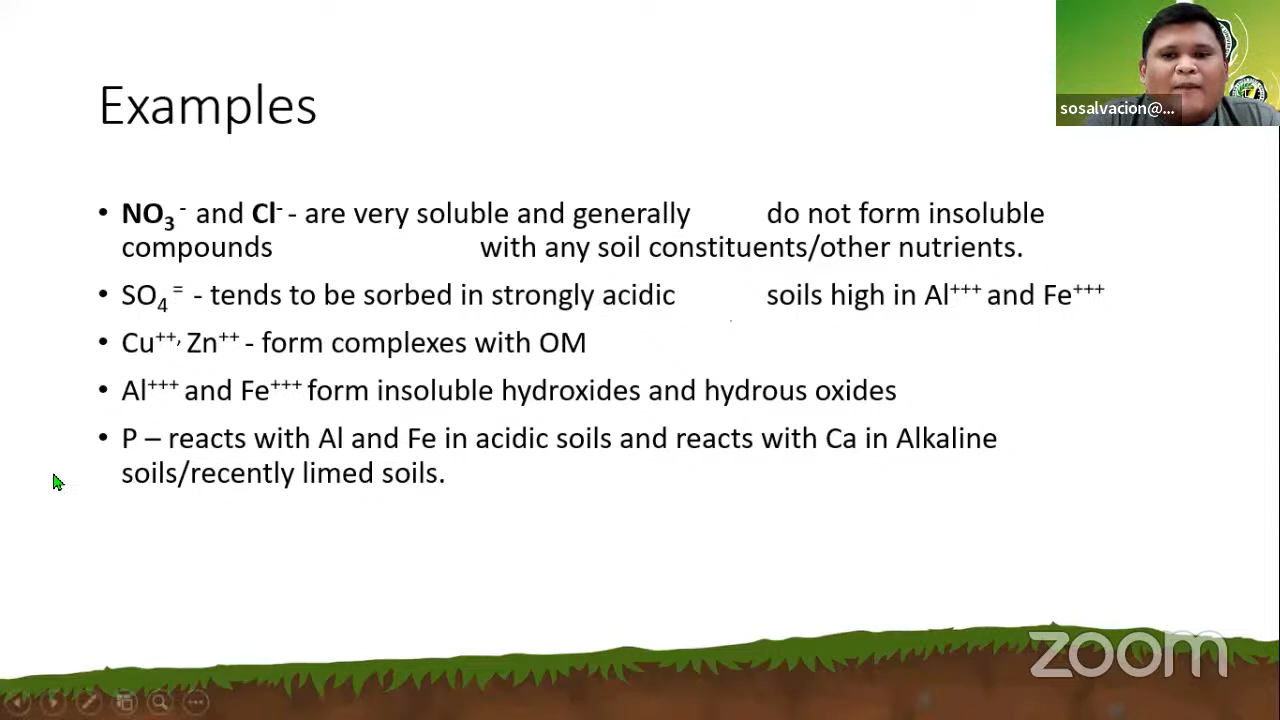 Examples
sosalvacion@...
• NO₃⁻ and Cl⁻ - are very soluble and generally do not form insoluble
compounds with any soil constituents/other nutrients.
• SO₄⁼ - tends to be sorbed in strongly acidic soils high in Al⁺⁺⁺ and Fe⁺⁺⁺
• Cu⁺⁺, Zn⁺⁺ - form complexes with OM
• Al⁺⁺⁺ and Fe⁺⁺⁺ form insoluble hydroxides and hydrous oxides
• P – reacts with Al and Fe in acidic soils and reacts with Ca in Alkaline
soils/recently limed soils.
zoom